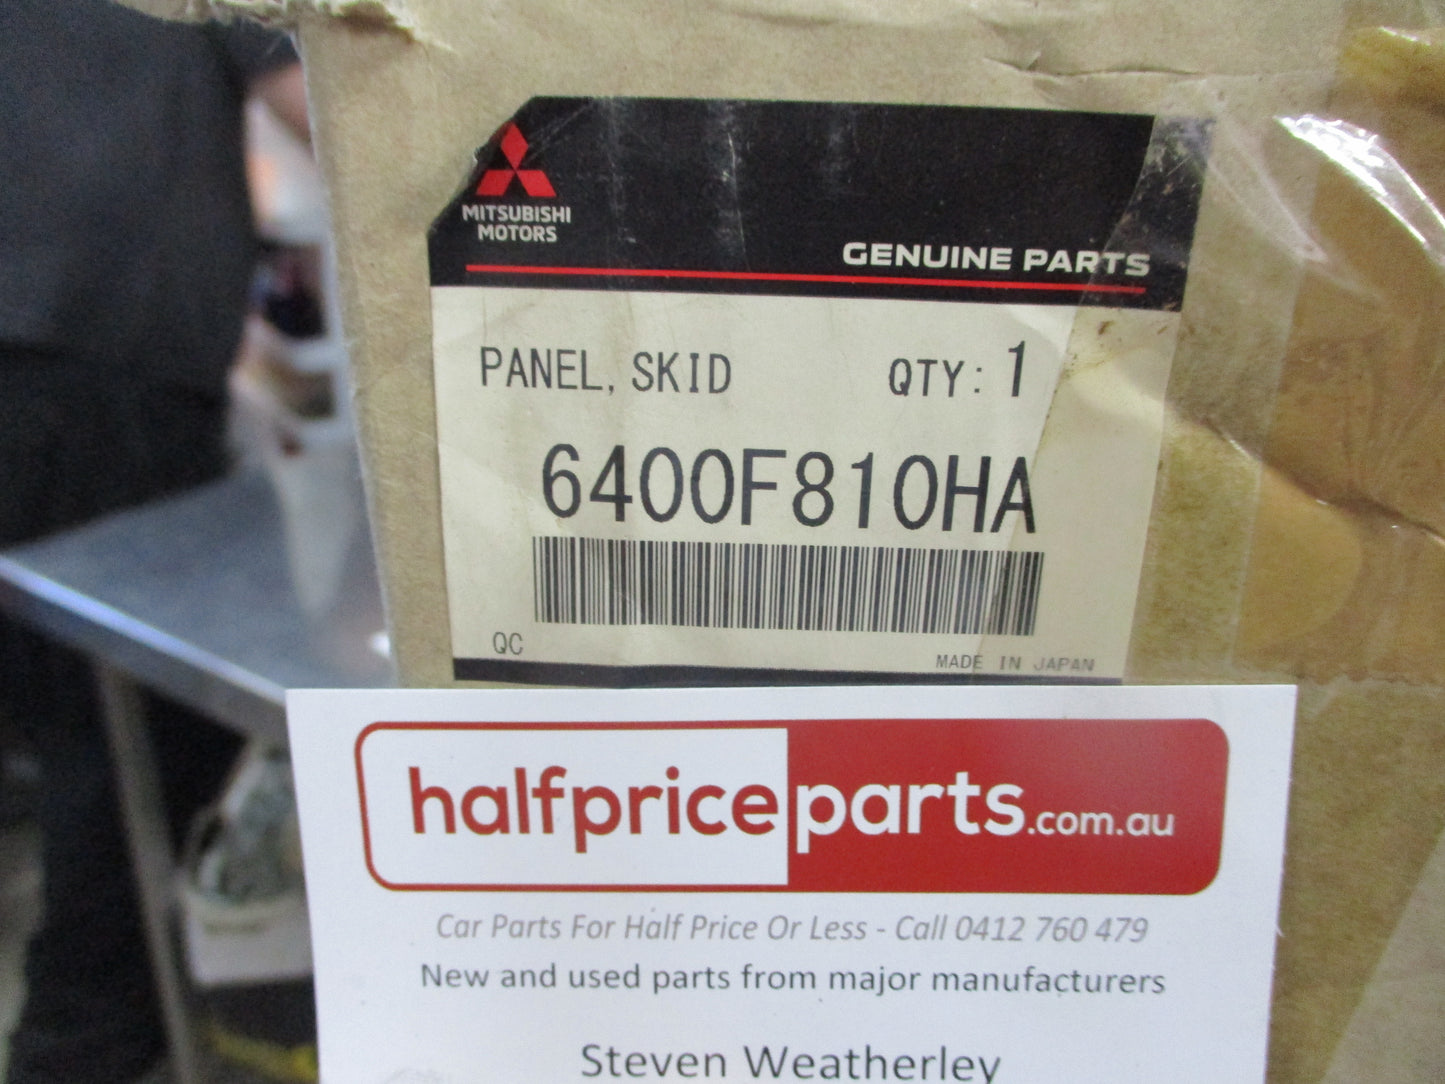 MITSUBISHI
MOTORS
GENUINE PARTS
PANEL, SKID QTY: 1
6400F810HA
QC
MADE IN JAPAN
halfpriceparts.com.au
Car Parts For Half Price Or Less - Call 0412 760 479
New and used parts from major manufacturers
Steven Weatherley